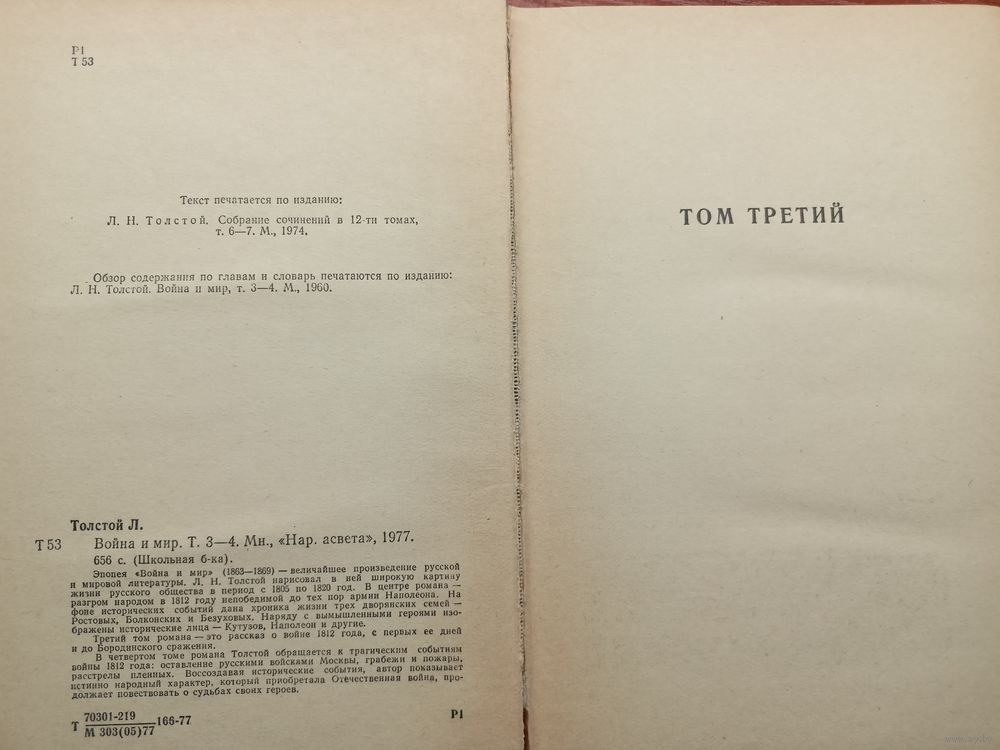 Р1
Т 53
Текст печатается по изданию:
Л. Н. Толстой. Собрание сочинений в 12-ти томах,
т. 6—7. М., 1974.
Обзор содержания по главам и словарь печатаются по изданию:
Л. Н. Толстой. Война и мир, т. 3—4. М., 1960.
Толстой Л.
Т 53 Война и мир. Т. 3—4. Мн., «Нар. асвета», 1977.
656 с. (Школьная б-ка).
Эпопея «Война и мир» (1863—1869) — величайшее произведение русской
и мировой литературы. Л. Н. Толстой нарисовал в ней широкую картину
жизни русского общества в период с 1805 по 1820 год. В центре романа —
разгром народом в 1812 году непобедимой до тех пор армии Наполеона. На
фоне исторических событий дана хроника жизни трех дворянских семей —
Ростовых, Болконских и Безуховых. Наряду с вымышленными героями изо-
бражены исторические лица — Кутузов, Наполеон и другие.
Третий том романа — это рассказ о войне 1812 года, с первых ее дней
и до Бородинского сражения.
В четвертом томе романа Толстой обращается к трагическим событиям
войны 1812 года: оставление русскими войсками Москвы, грабежи и пожары,
расстрелы пленных. Воссоздавая исторические события, автор показывает
истинно народный характер, который приобретала Отечественная война, про-
должает повествовать о судьбах своих героев.
Т 70301-219
М 303(05)77 166-77
Р1
ТОМ ТРЕТИЙ